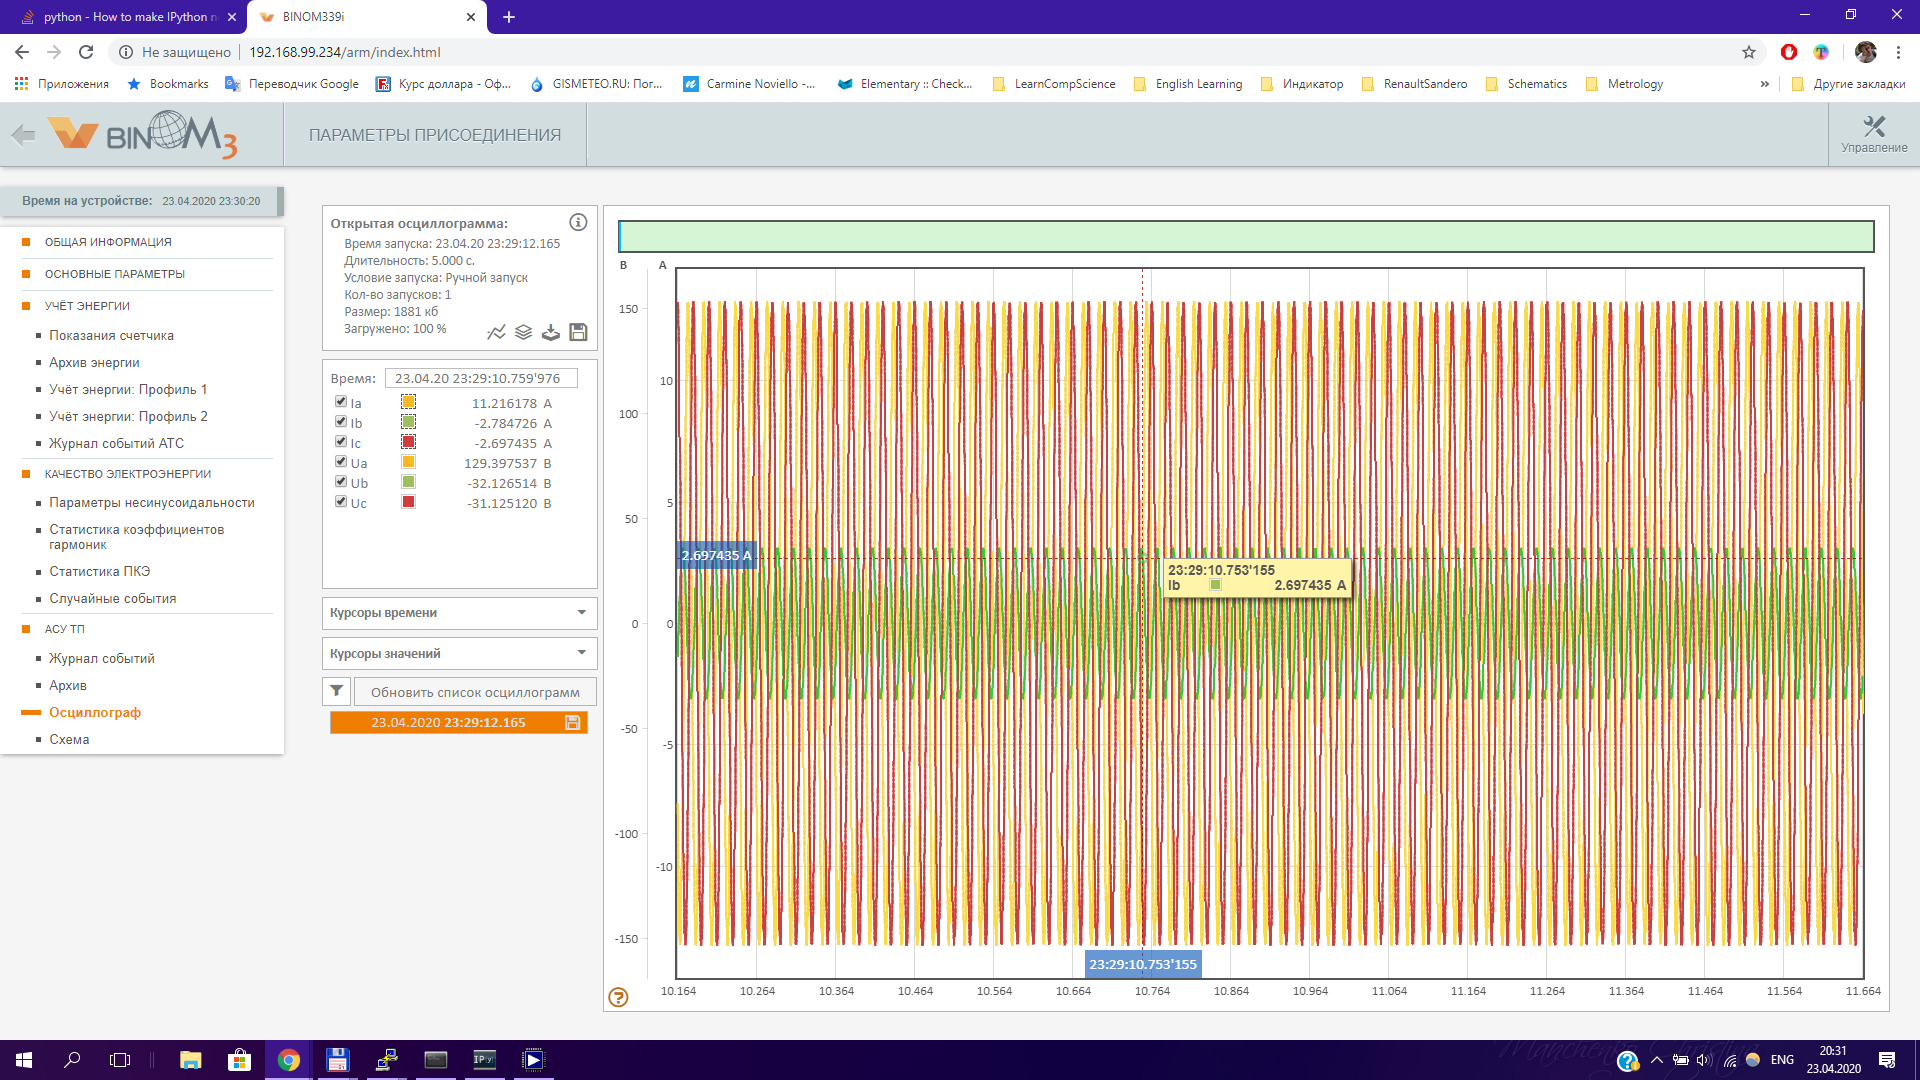 python - How to make IPython n
BINOM339i
Не защищено
192.168.99.234/arm/index.html
Приложения
Bookmarks
Переводчик Google
Курс доллара - Оф...
GISMETEO.RU: Пог...
Carmine Noviello -...
Elementary :: Check...
LearnCompScience
English Learning
Индикатор
RenaultSandero
Schematics
Metrology
»
Другие закладки
BINOM3
ПАРАМЕТРЫ ПРИСОЕДИНЕНИЯ
Управление
Время на устройстве: 23.04.2020 23:30:20
ОБЩАЯ ИНФОРМАЦИЯ
ОСНОВНЫЕ ПАРАМЕТРЫ
УЧЁТ ЭНЕРГИИ
Показания счетчика
Архив энергии
Учёт энергии: Профиль 1
Учёт энергии: Профиль 2
Журнал событий АТС
КАЧЕСТВО ЭЛЕКТРОЭНЕРГИИ
Параметры несинусоидальности
Статистика коэффициентов
гармоник
Статистика ПКЭ
Случайные события
АСУ ТП
Журнал событий
Архив
Осциллограф
Схема
Открытая осциллограмма:
Время запуска: 23.04.20 23:29:12.165
Длительность: 5.000 с.
Условие запуска: Ручной запуск
Кол-во запусков: 1
Размер: 1881 кб
Загружено: 100 %
Время: 23.04.20 23:29:10.759'976
Ia 11.216178 А
Ib -2.784726 А
Ic -2.697435 А
Ua 129.397537 В
Ub -32.126514 В
Uc -31.125120 В
Курсоры времени
Курсоры значений
Обновить список осциллограмм
23.04.2020 23:29:12.165
В А
150
10
100
5
50
2.697435 А
23:29:10.753'155
Ib 2.697435 А
0 0
-50
-5
-100
-10
-150
23:29:10.753'155
10.164 10.264 10.364 10.464 10.564 10.664 10.764 10.864 10.964 11.064 11.164 11.264 11.364 11.464 11.564 11.664
ENG
20:31
23.04.2020